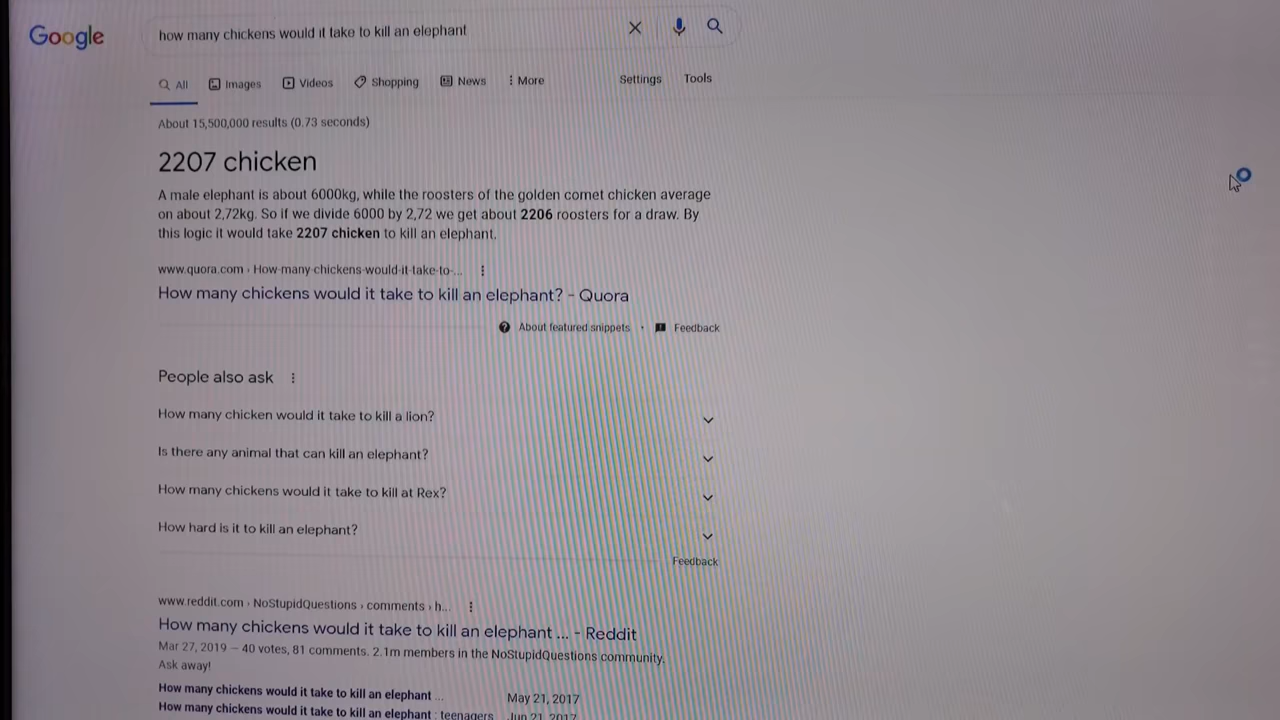 Google
how many chickens would it take to kill an elephant
All Images Videos Shopping News More Settings Tools
About 15,500,000 results (0.73 seconds)
2207 chicken
A male elephant is about 6000kg, while the roosters of the golden comet chicken average
on about 2,72kg. So if we divide 6000 by 2,72 we get about 2206 roosters for a draw. By
this logic it would take 2207 chicken to kill an elephant.
www.quora.com › How-many-chickens-would-it-take-to-...
How many chickens would it take to kill an elephant? - Quora
About featured snippets · Feedback
People also ask
How many chicken would it take to kill a lion?
Is there any animal that can kill an elephant?
How many chickens would it take to kill at Rex?
How hard is it to kill an elephant?
Feedback
www.reddit.com › NoStupidQuestions › comments › h...
How many chickens would it take to kill an elephant ... - Reddit
Mar 27, 2019 — 40 votes, 81 comments. 2.1m members in the NoStupidQuestions community.
Ask away!
How many chickens would it take to kill an elephant ... May 21, 2017
How many chickens would it take to kill an elephant : teenagers Jun 21, 2017